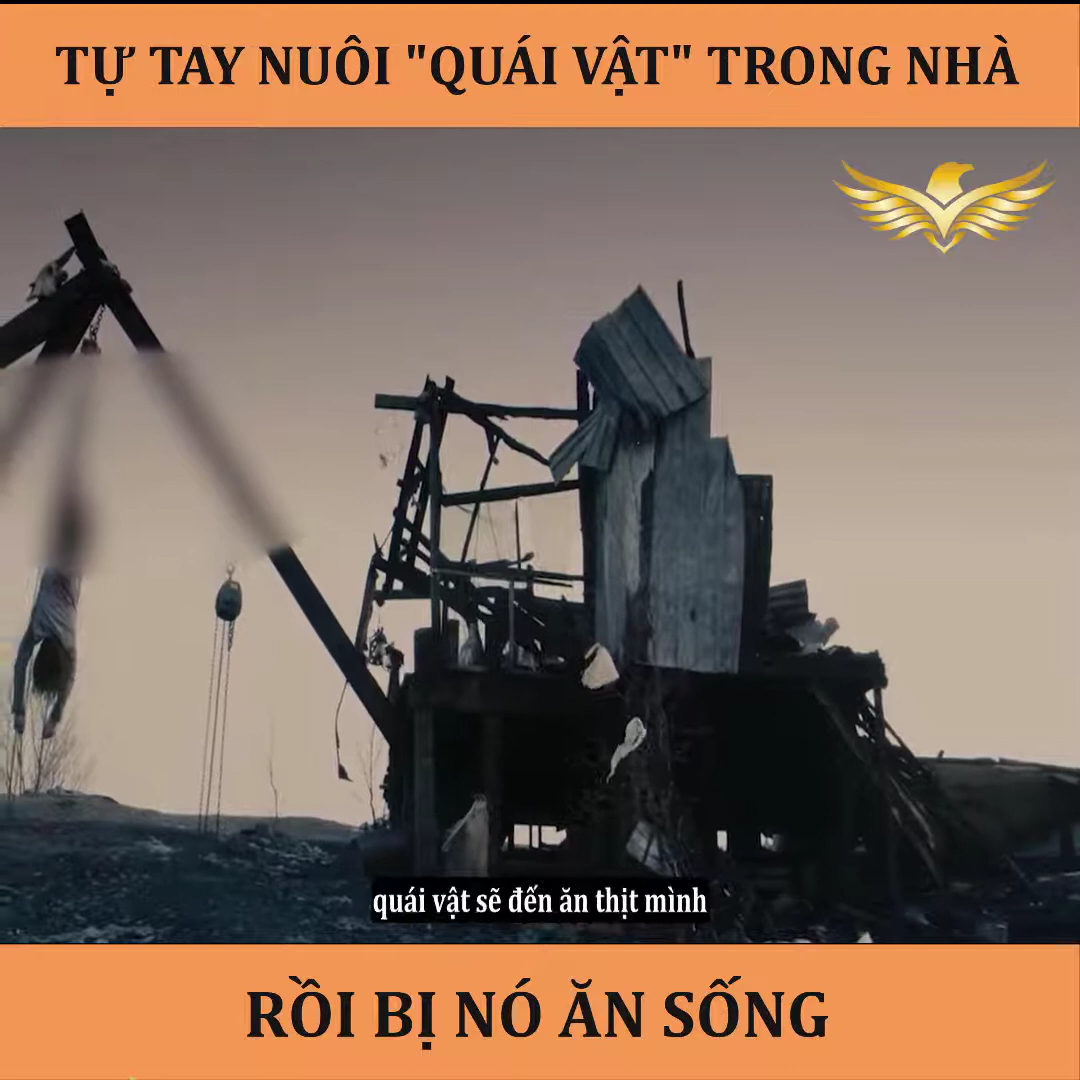 TỰ TAY NUÔI "QUÁI VẬT" TRONG NHÀ
quái vật sẽ đến ăn thịt mình
RỒI BỊ NÓ ĂN SỐNG